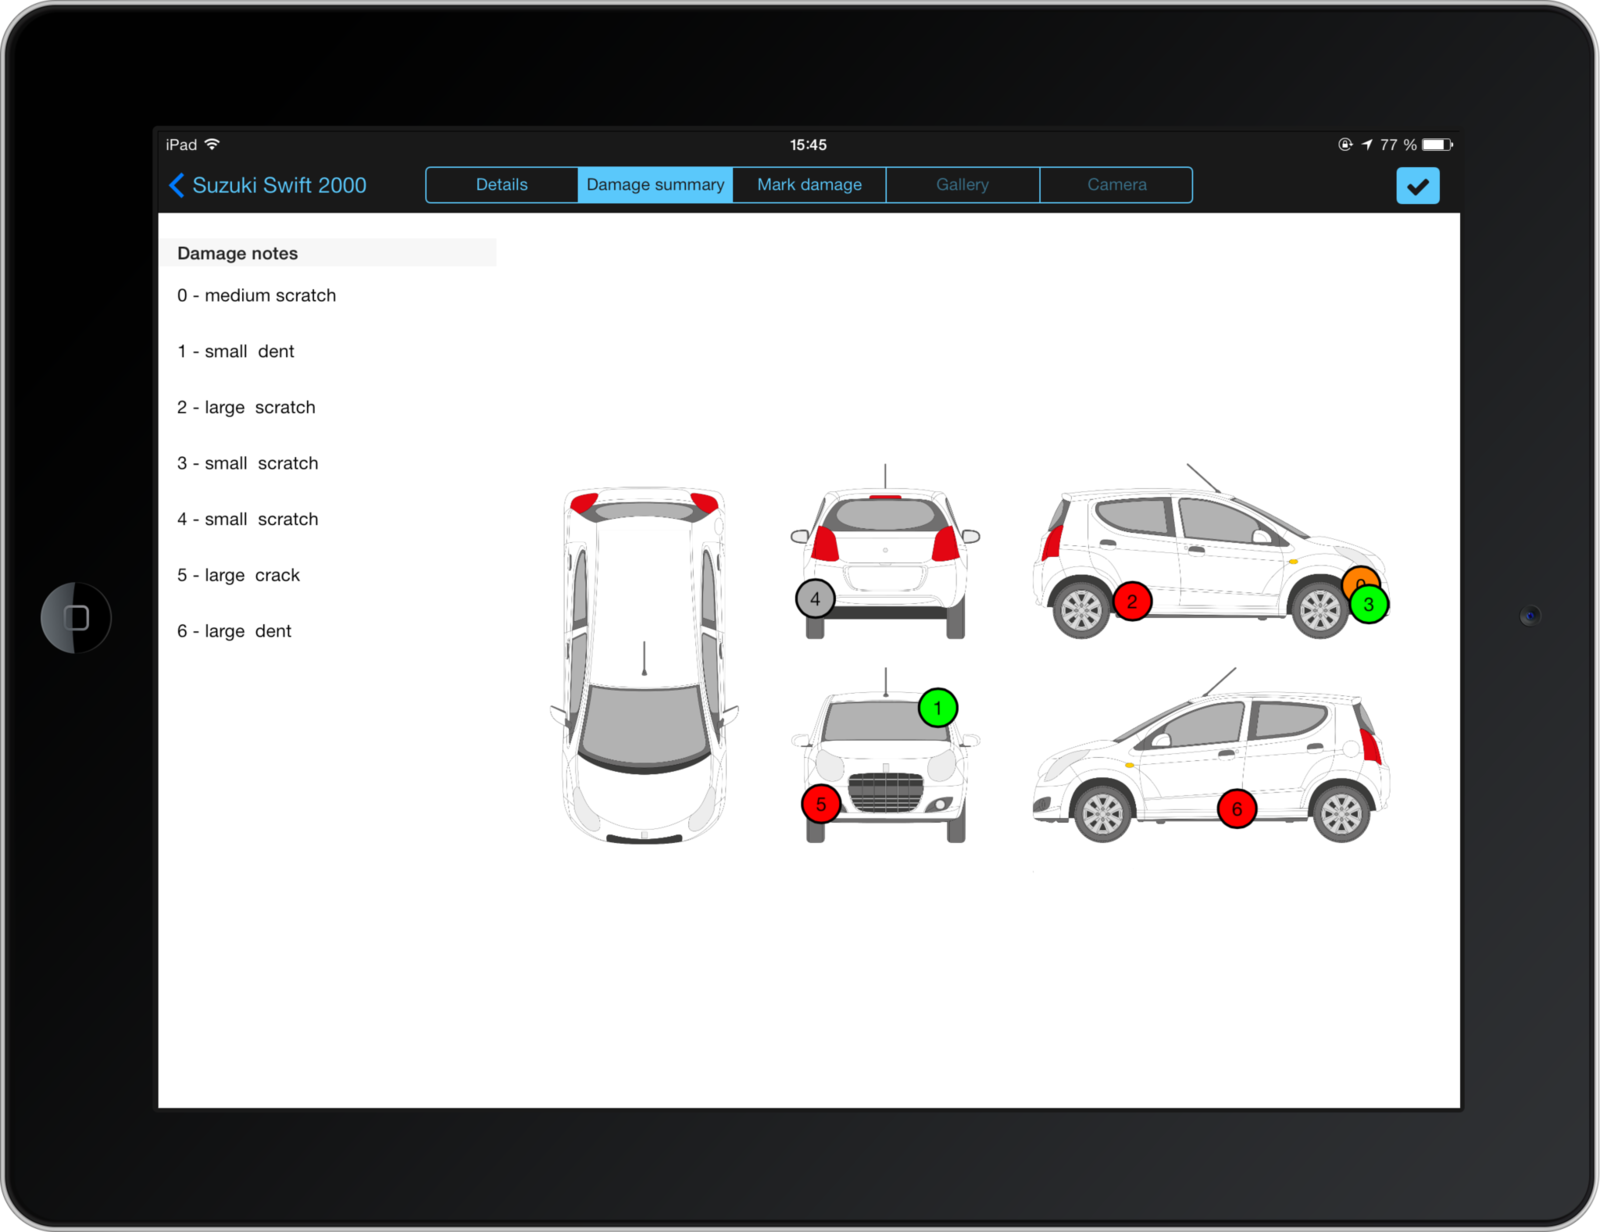 iPad 15:45 77 %
Suzuki Swift 2000 Details Damage summary Mark damage Gallery Camera
Damage notes
0 - medium scratch
1 - small dent
2 - large scratch
3 - small scratch
4 - small scratch
5 - large crack
6 - large dent
4
2
0
3
1
5
6